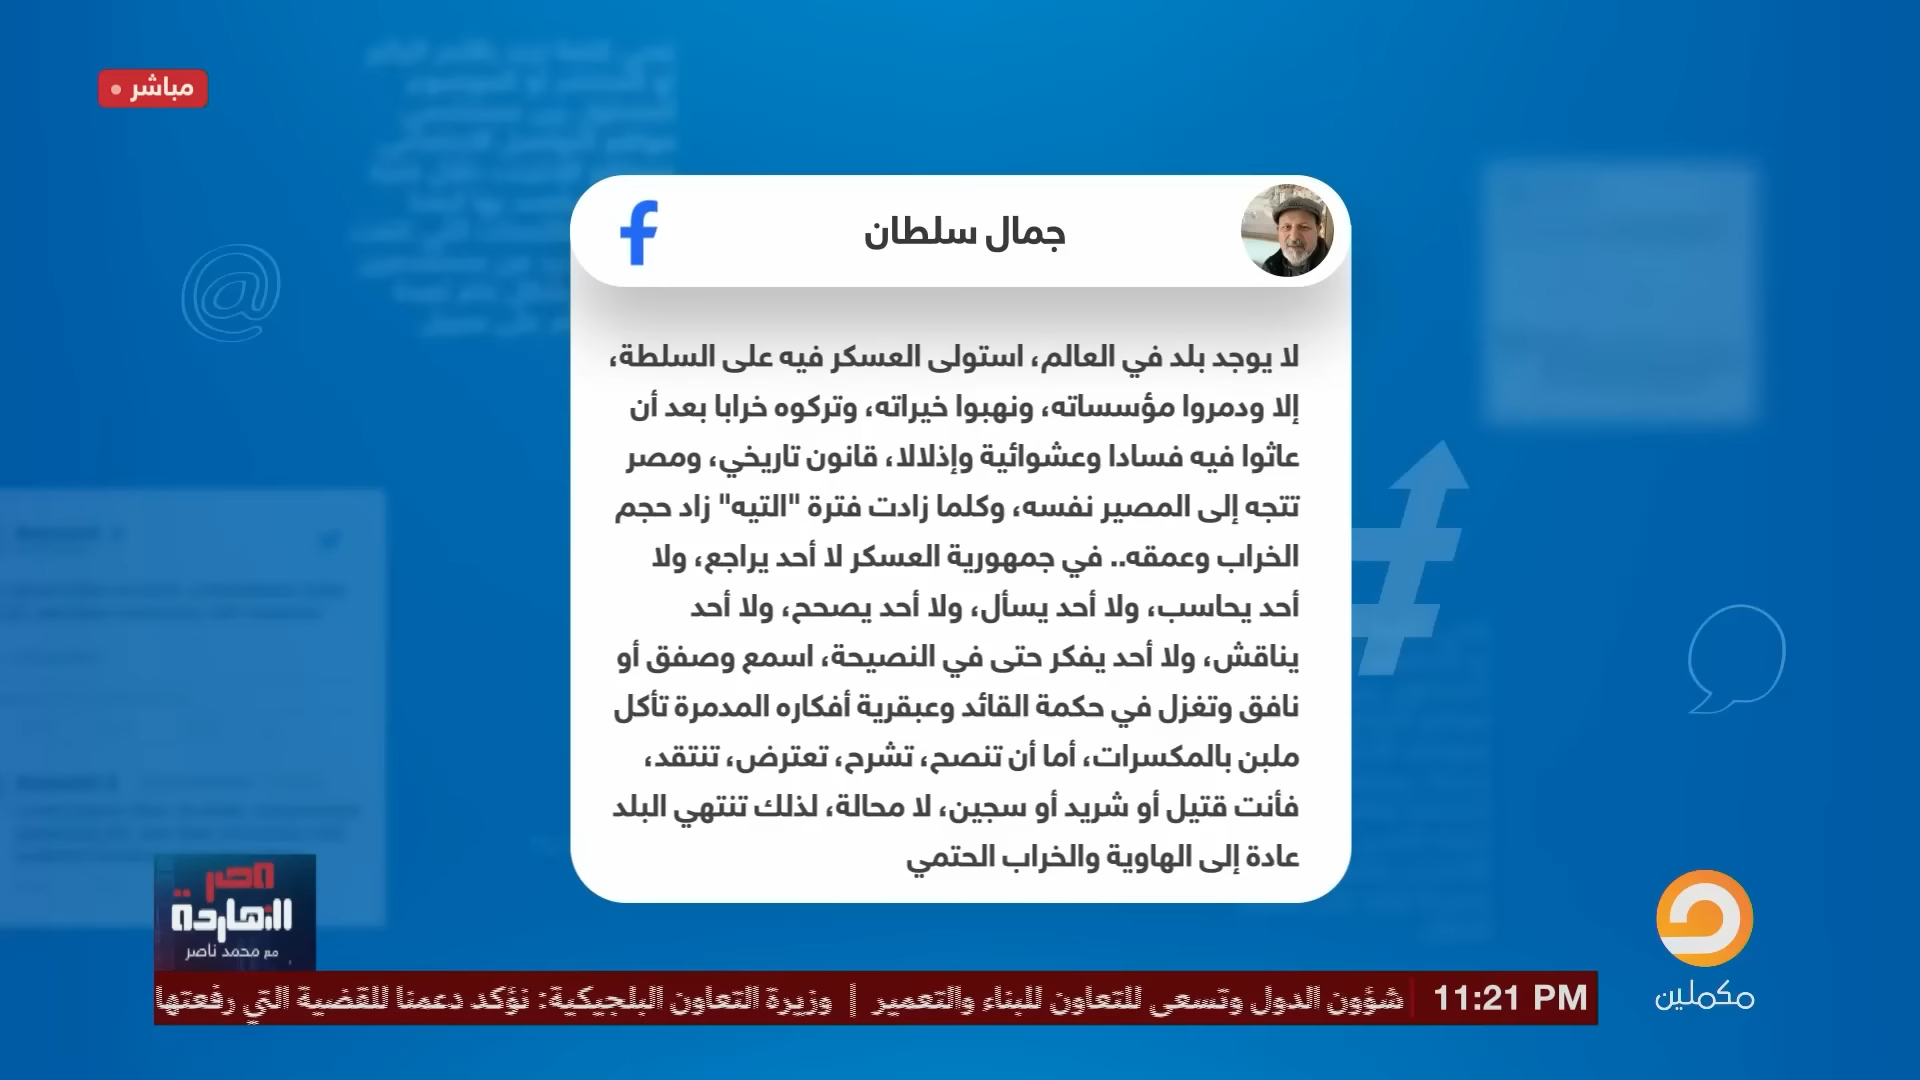 مباشر
جمال سلطان
لا يوجد بلد في العالم، استولى العسكر فيه على السلطة،
إلا ودمروا مؤسساته، ونهبوا خيراته، وتركوه خرابا بعد أن
عاثوا فيه فسادا وعشوائية وإذلالا، قانون تاريخي، ومصر
تتجه إلى المصير نفسه، وكلما زادت فترة "التيه" زاد حجم
الخراب وعمقه.. في جمهورية العسكر لا أحد يراجع، ولا
أحد يحاسب، ولا أحد يسأل، ولا أحد يصحح، ولا أحد
يناقش، ولا أحد يفكر حتى في النصيحة، اسمع وصفق أو
نافق وتغزل في حكمة القائد وعبقرية أفكاره المدمرة تأكل
ملبن بالمكسرات، أما أن تنصح، تشرح، تعترض، تنتقد،
فأنت قتيل أو شريد أو سجين، لا محالة، لذلك تنتهي البلد
عادة إلى الهاوية والخراب الحتمي
مصر
النهاردة
مع محمد ناصر
مكملين
11:21 PM
شؤون الدول وتسعى للتعاون للبناء والتعمير | وزيرة التعاون البلجيكية: نؤكد دعمنا للقضية التي رفعتها